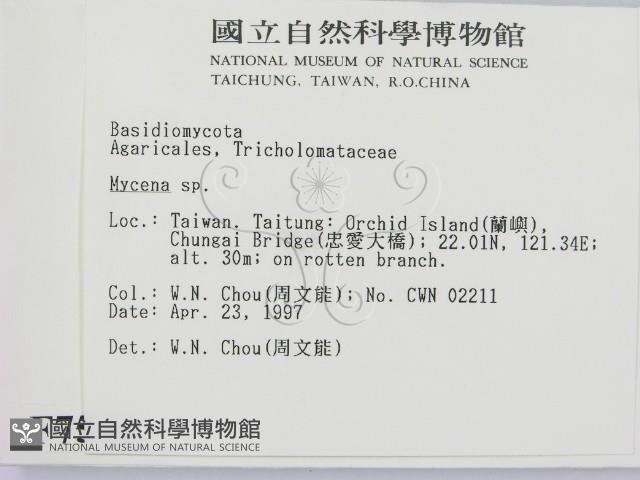 國立自然科學博物館
NATIONAL MUSEUM OF NATURAL SCIENCE
TAICHUNG, TAIWAN, R.O.CHINA
Basidiomycota
Agaricales, Tricholomataceae
Mycena sp.
Loc.: Taiwan. Taitung: Orchid Island(蘭嶼),
Chungai Bridge(忠愛大橋); 22.01N, 121.34E;
alt. 30m; on rotten branch.
Col.: W.N. Chou(周文能); No. CWN 02211
Date: Apr. 23, 1997
Det.: W.N. Chou(周文能)
國立自然科學博物館
NATIONAL MUSEUM OF NATURAL SCIENCE